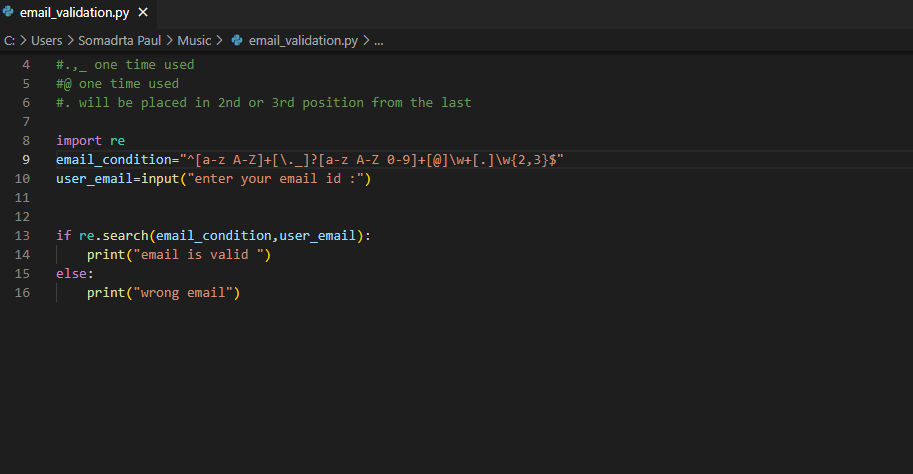 email_validation.py ×
C: > Users > Somadrta Paul > Music > email_validation.py > ...
4 #.,_ one time used
5 #@ one time used
6 #. will be placed in 2nd or 3rd position from the last
7
8 import re
9 email_condition="^[a-z A-Z]+[\._]?[a-z A-Z 0-9]+[@]\w+[.]\w{2,3}$"
10 user_email=input("enter your email id :")
11
12
13 if re.search(email_condition,user_email):
14     print("email is valid ")
15 else:
16     print("wrong email")